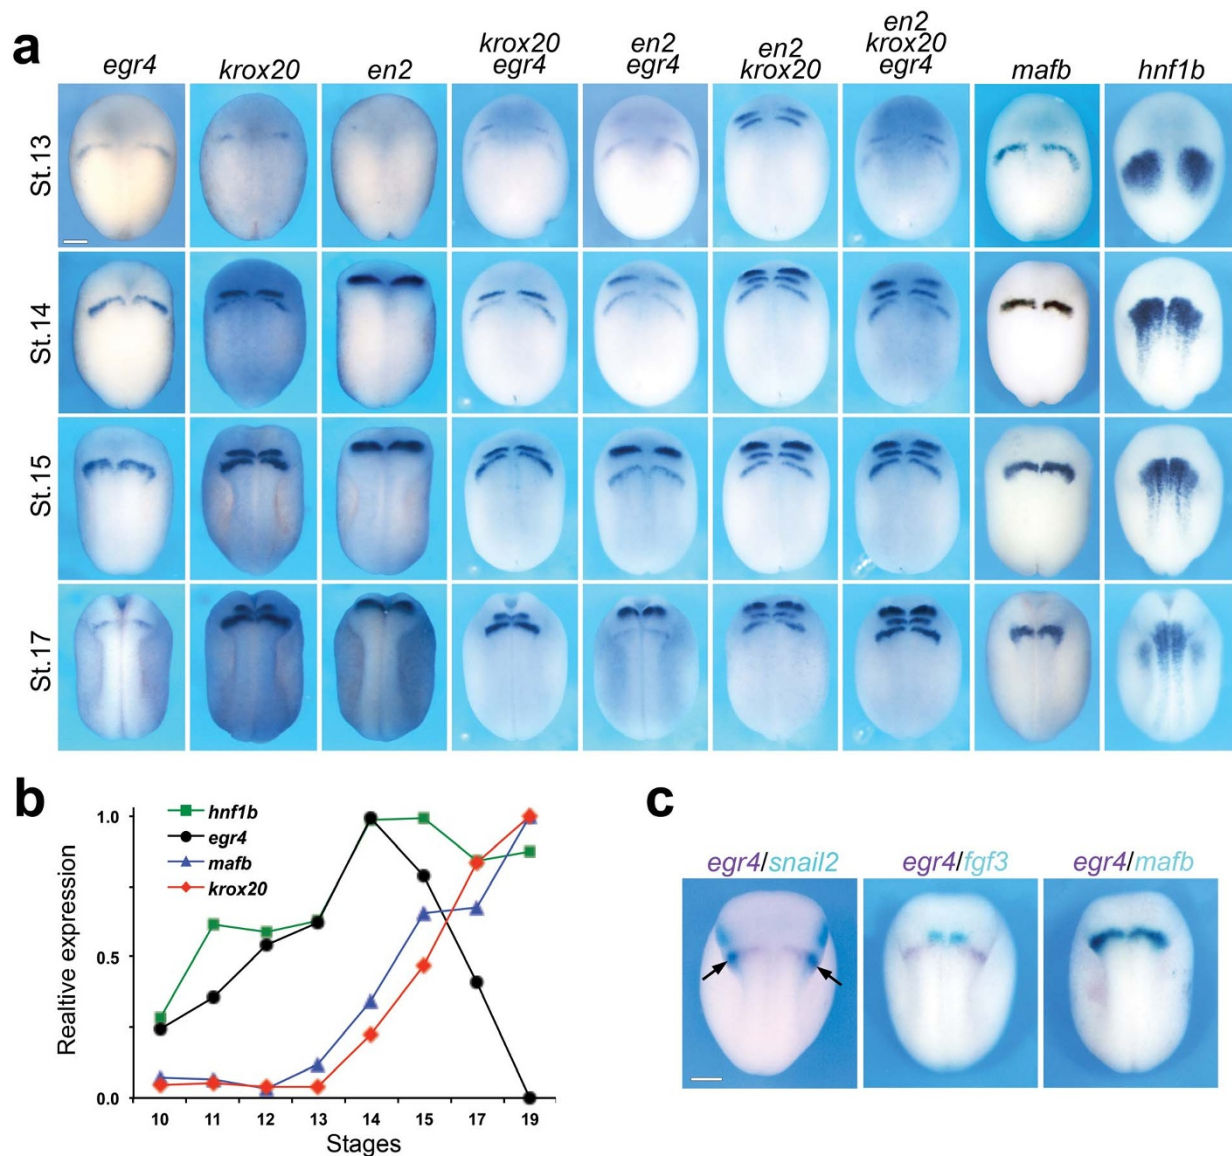 a
egr4
krox20
en2
krox20
egr4
en2
egr4
en2
krox20
en2
krox20
egr4
mafb
hnf1b
St.13
St.14
St.15
St.17
b
hnf1b
egr4
mafb
krox20
Realtive expression
1.0
0.5
0.0
10 11 12 13 14 15 17 19
Stages
c
egr4/snail2
egr4/fgf3
egr4/mafb